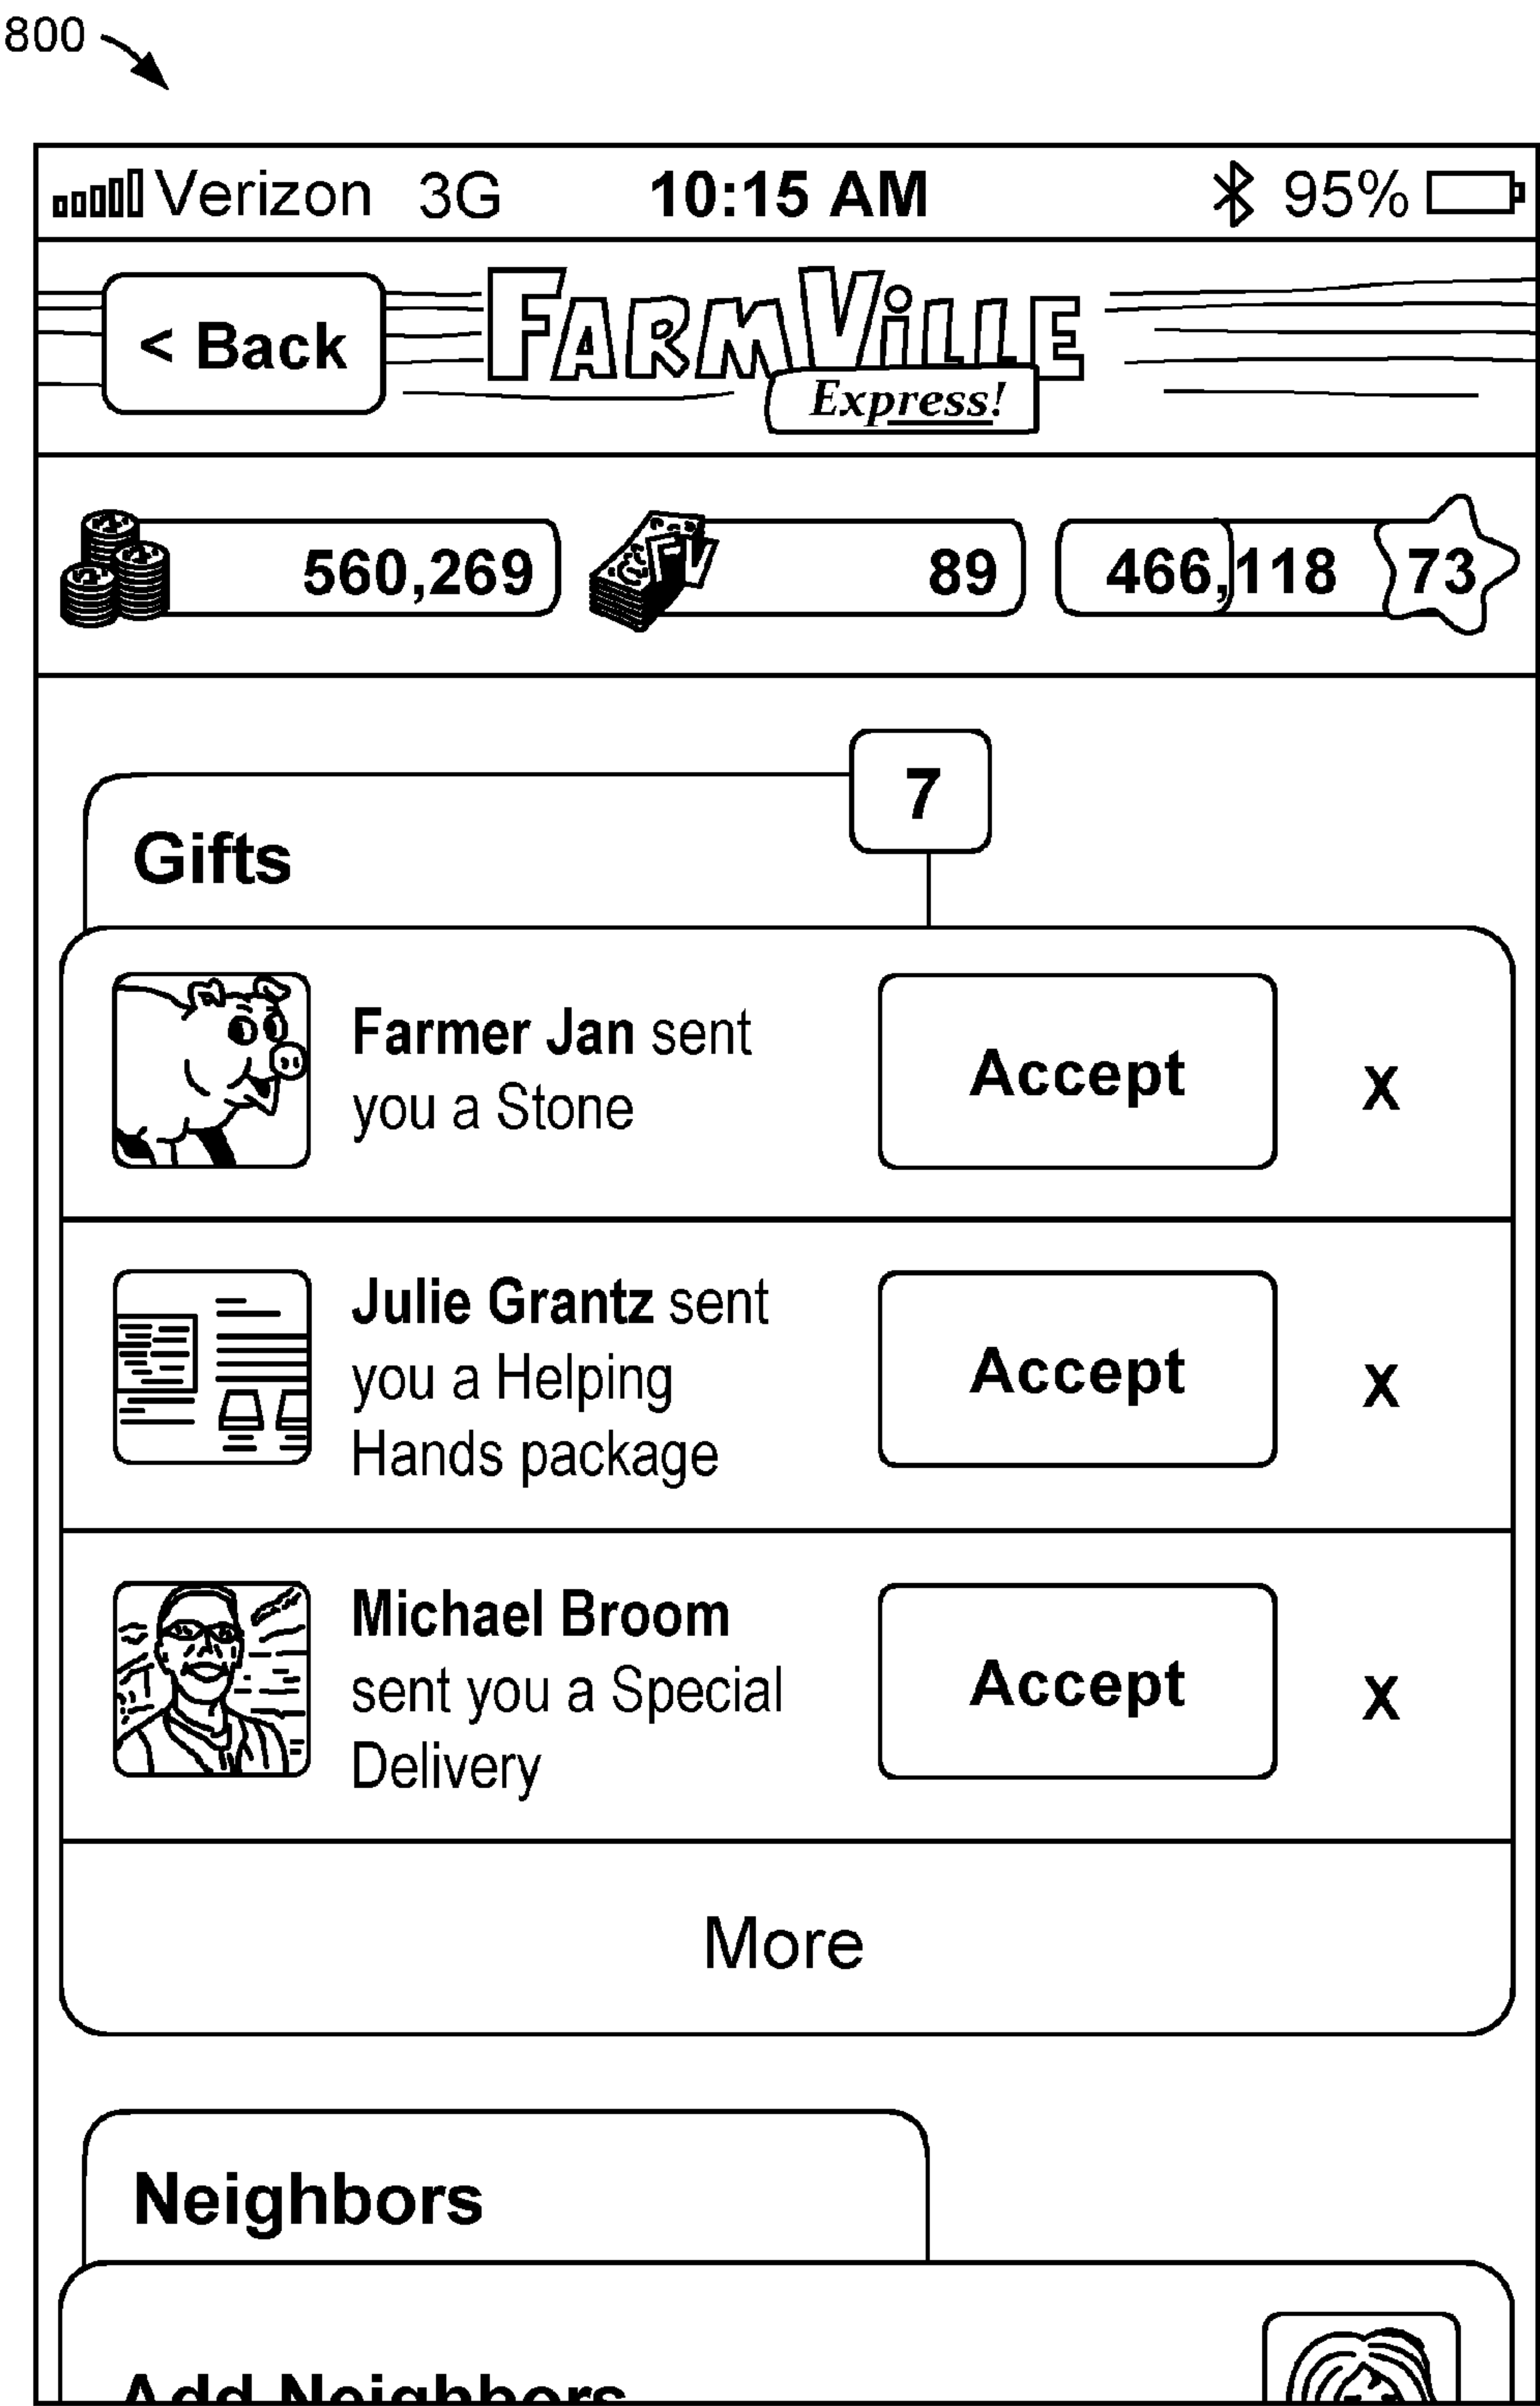 800
Verizon 3G 10:15 AM 95%
< Back
FARMViLLE
Express!
560,269 89 466,118 73
7
Gifts
Farmer Jan sent
you a Stone
Accept x
Julie Grantz sent
you a Helping
Hands package
Accept x
Michael Broom
sent you a Special
Delivery
Accept x
More
Neighbors
Add Neighbors